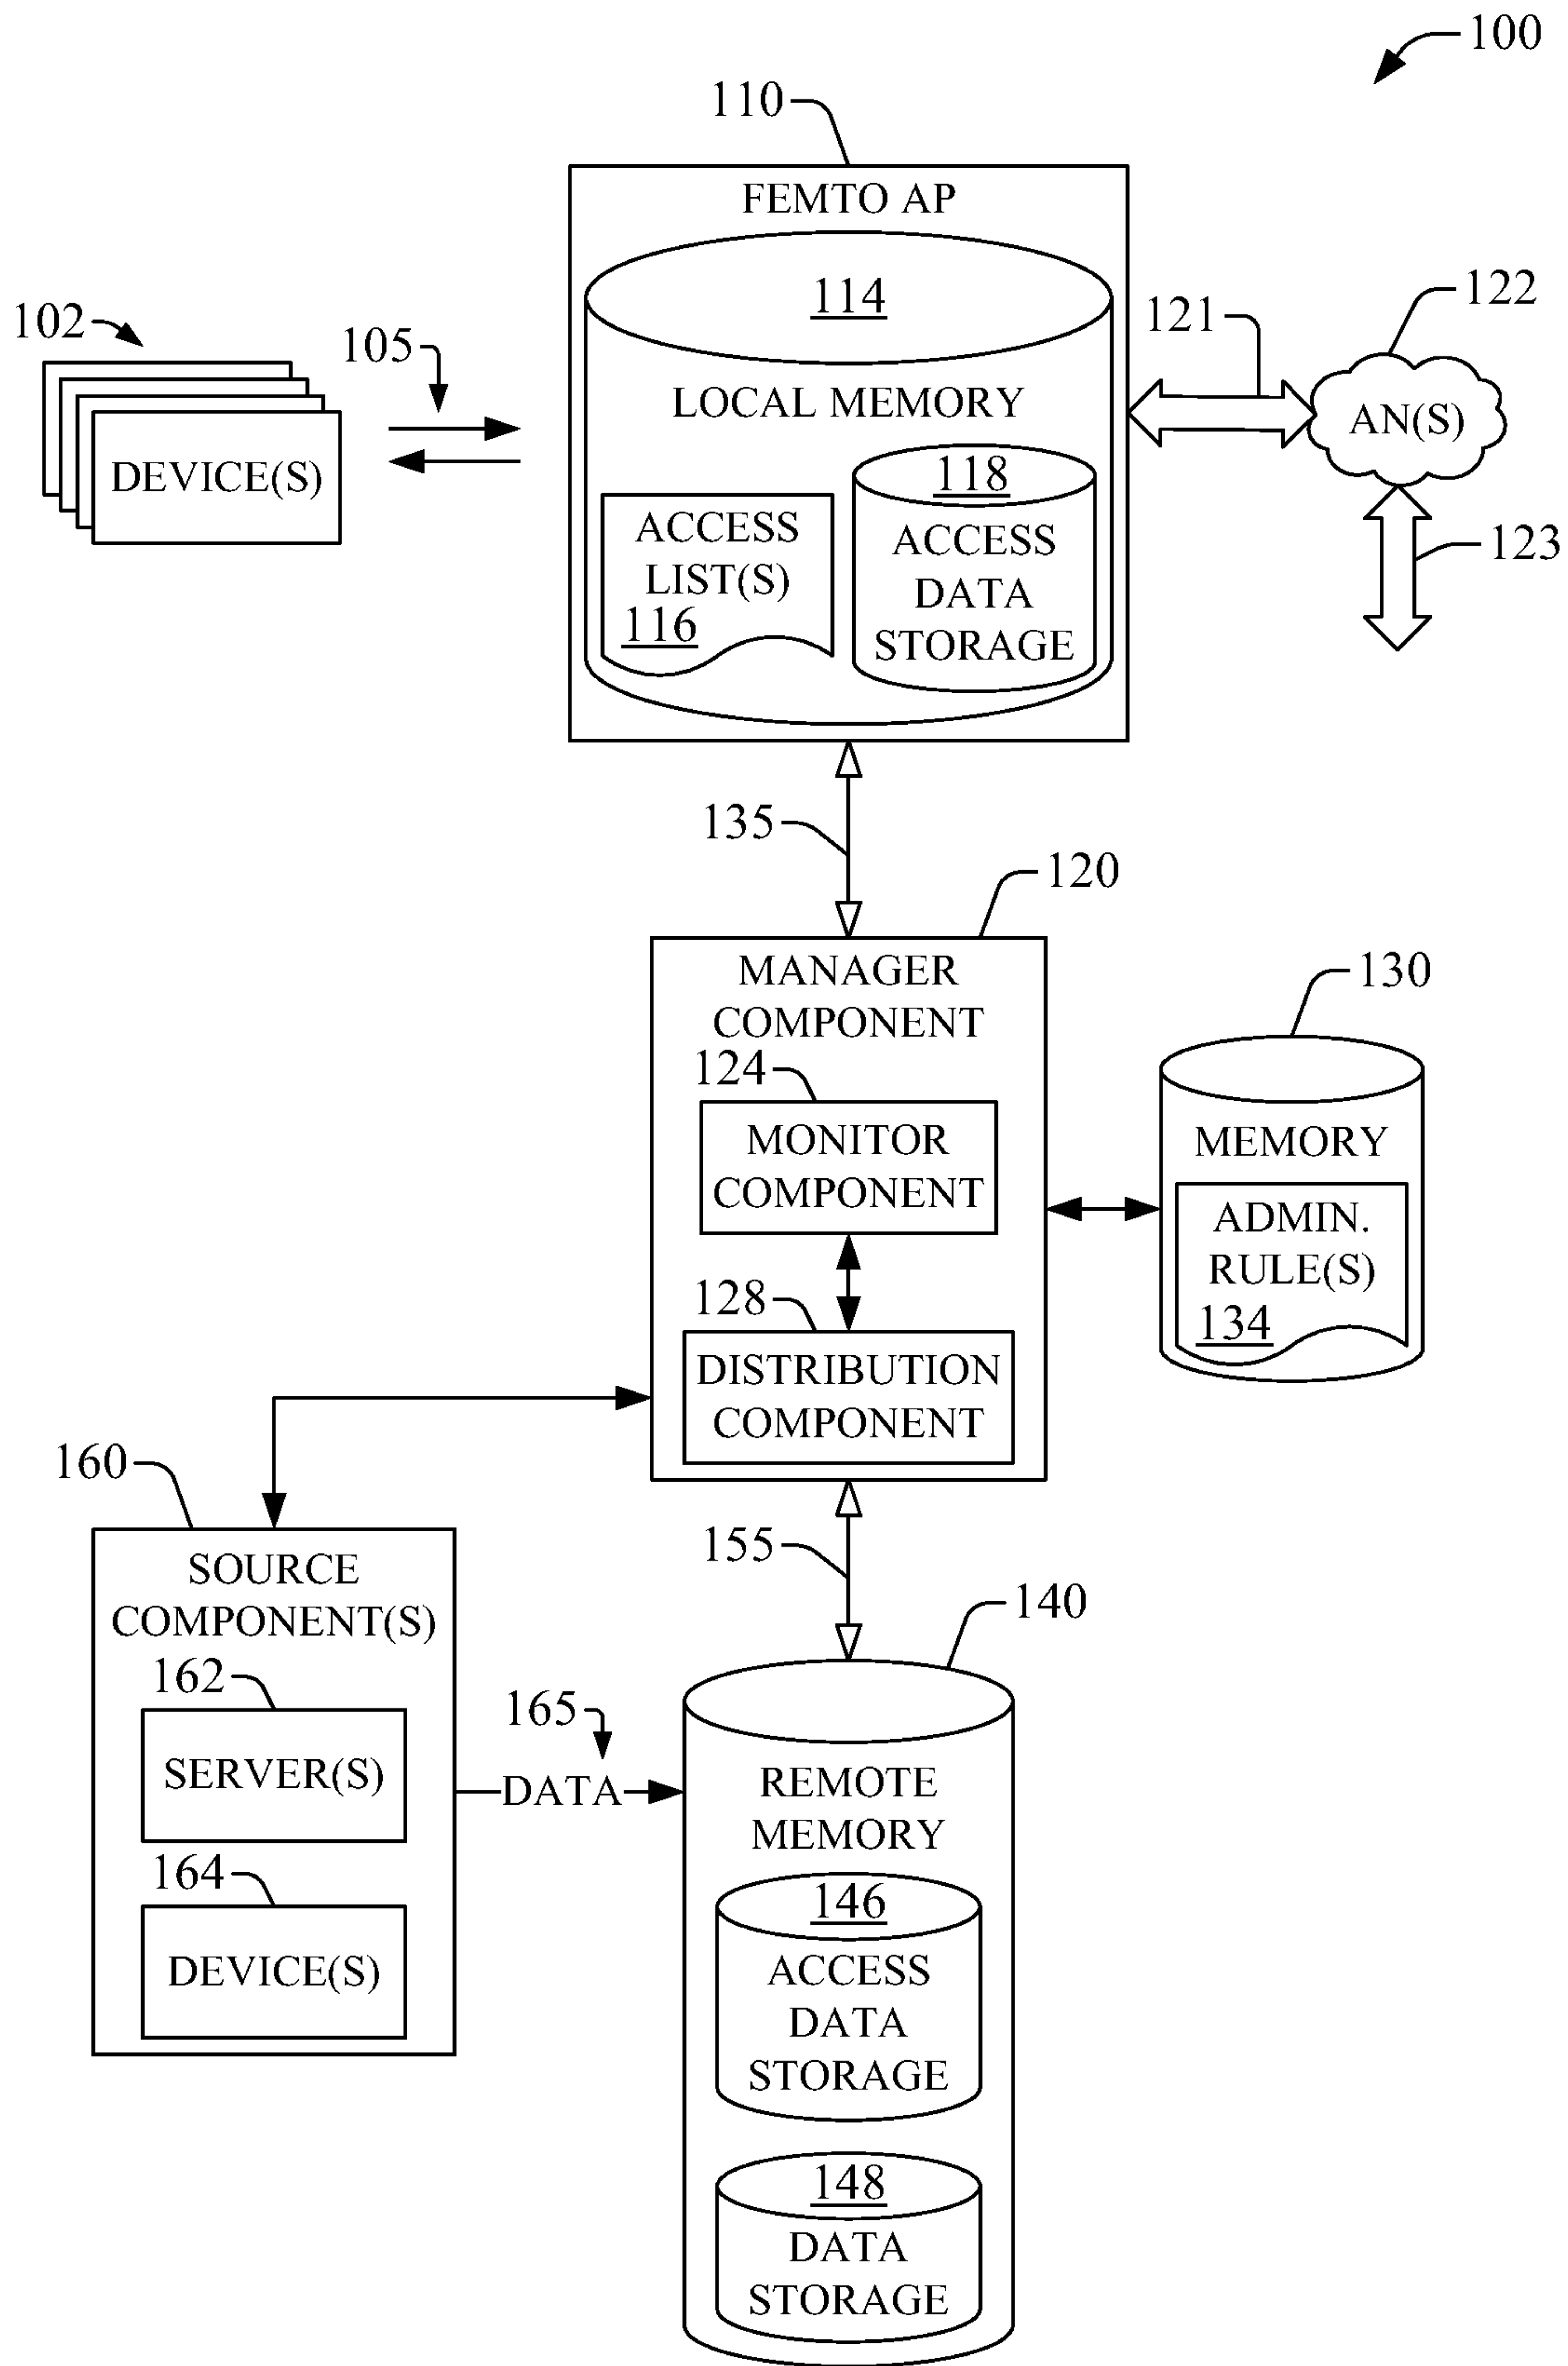 100
110
FEMTO AP
114
LOCAL MEMORY
102
105
DEVICE(S)
ACCESS
LIST(S)
116
118
ACCESS
DATA
STORAGE
121
122
AN(S)
123
135
120
MANAGER
COMPONENT
124
MONITOR
COMPONENT
128
DISTRIBUTION
COMPONENT
130
MEMORY
ADMIN.
RULE(S)
134
160
SOURCE
COMPONENT(S)
162
SERVER(S)
164
DEVICE(S)
155
165
DATA
140
REMOTE
MEMORY
146
ACCESS
DATA
STORAGE
148
DATA
STORAGE